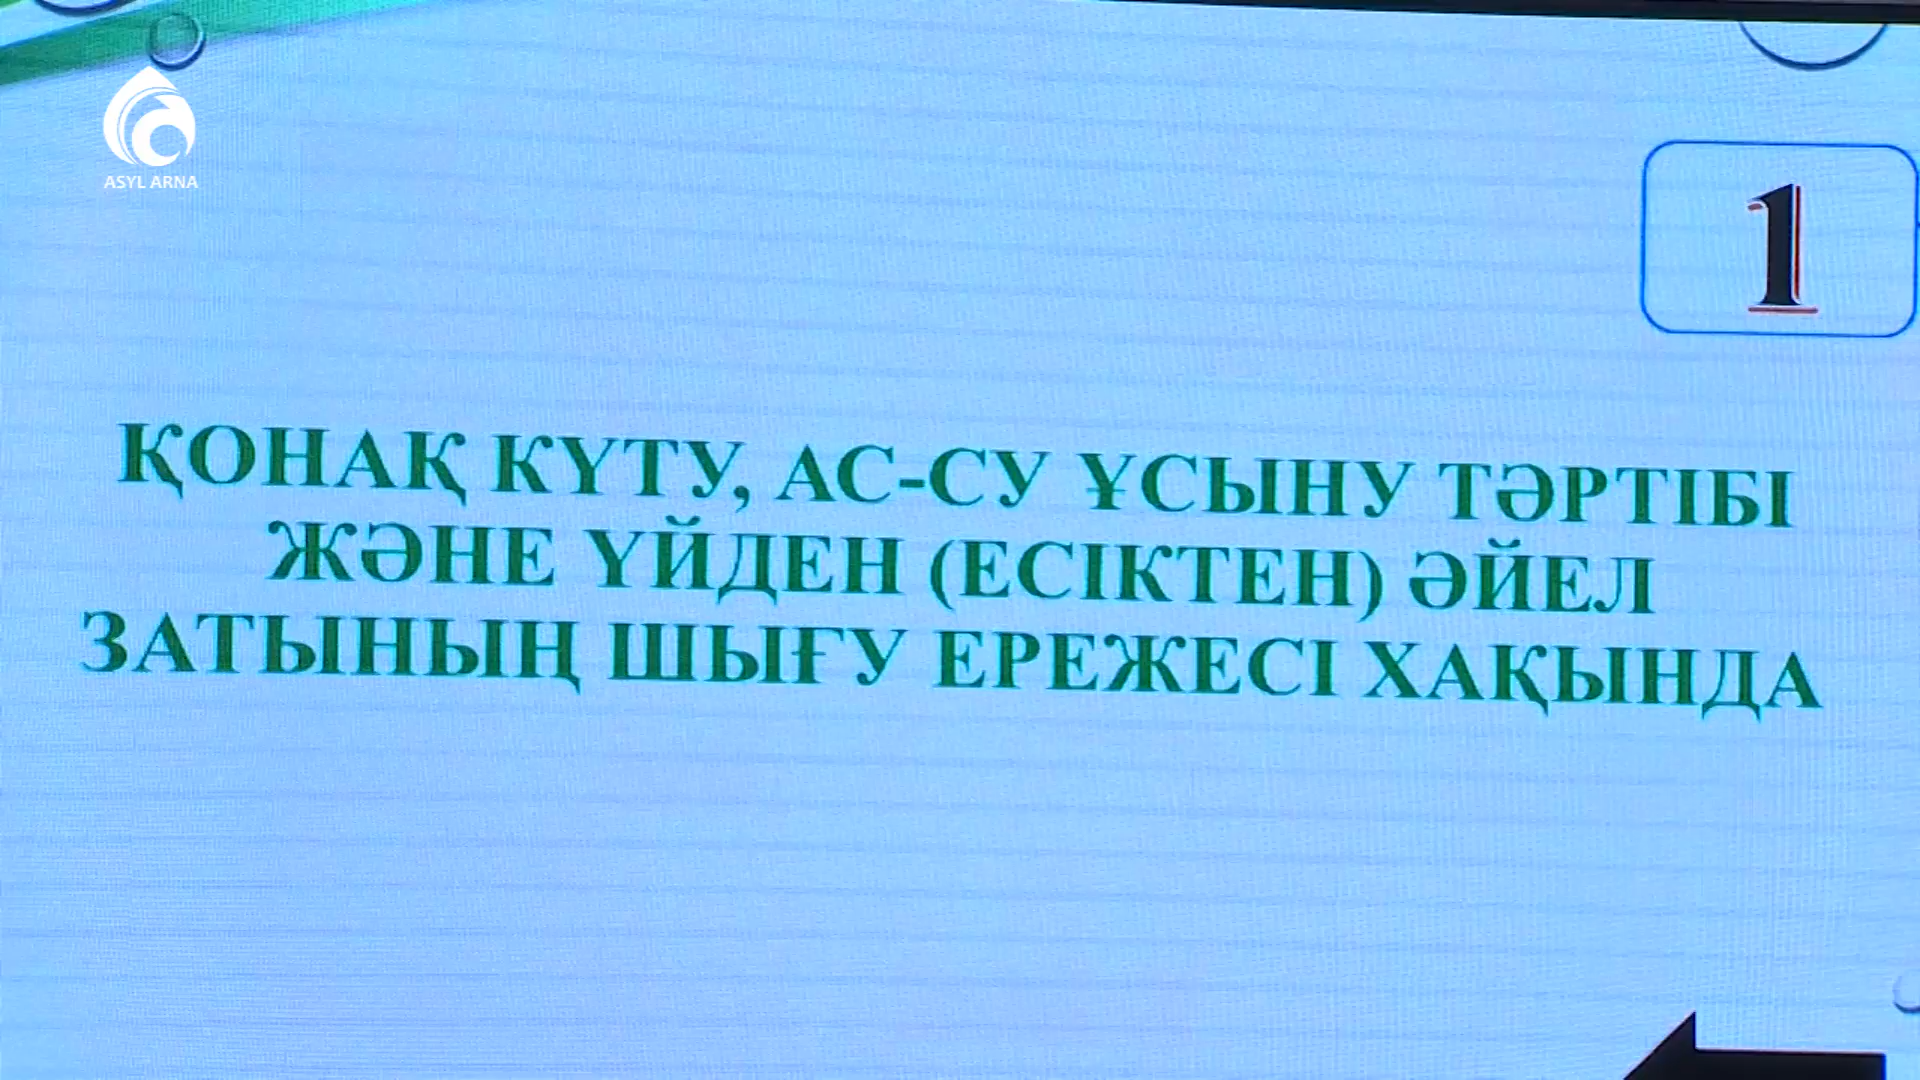 ASYL ARNA
1
ҚОНАҚ КҮТУ, АС-СУ ҰСЫНУ ТӘРТІБІ
ЖӘНЕ ҮЙДЕН (ЕСІКТЕН) ӘЙЕЛ
ЗАТЫНЫҢ ШЫҒУ ЕРЕЖЕСІ ХАҚЫНДА